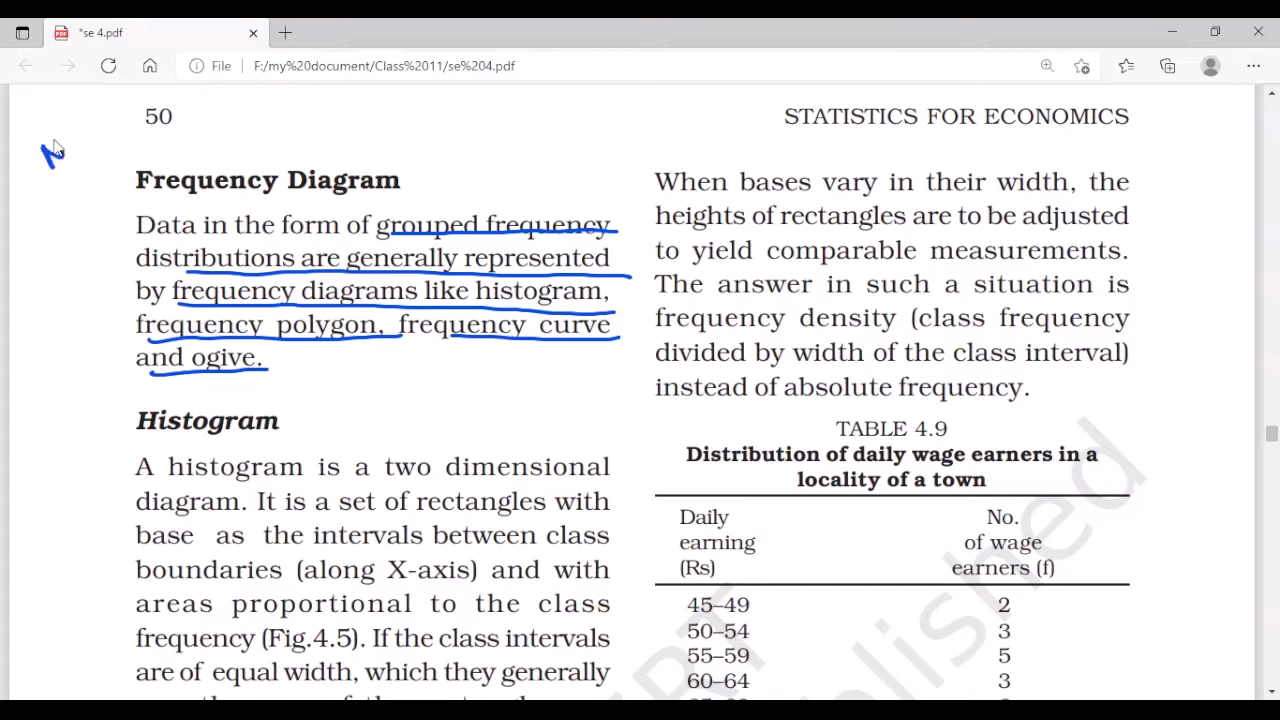 *se 4.pdf
File F:/my%20document/Class%2011/se%204.pdf
50
STATISTICS FOR ECONOMICS
Frequency Diagram
Data in the form of grouped frequency
distributions are generally represented
by frequency diagrams like histogram,
frequency polygon, frequency curve
and ogive.
Histogram
A histogram is a two dimensional
diagram. It is a set of rectangles with
base as the intervals between class
boundaries (along X-axis) and with
areas proportional to the class
frequency (Fig.4.5). If the class intervals
are of equal width, which they generally
When bases vary in their width, the
heights of rectangles are to be adjusted
to yield comparable measurements.
The answer in such a situation is
frequency density (class frequency
divided by width of the class interval)
instead of absolute frequency.
TABLE 4.9
Distribution of daily wage earners in a
locality of a town
Daily No.
earning of wage
(Rs) earners (f)
45–49 2
50–54 3
55–59 5
60–64 3